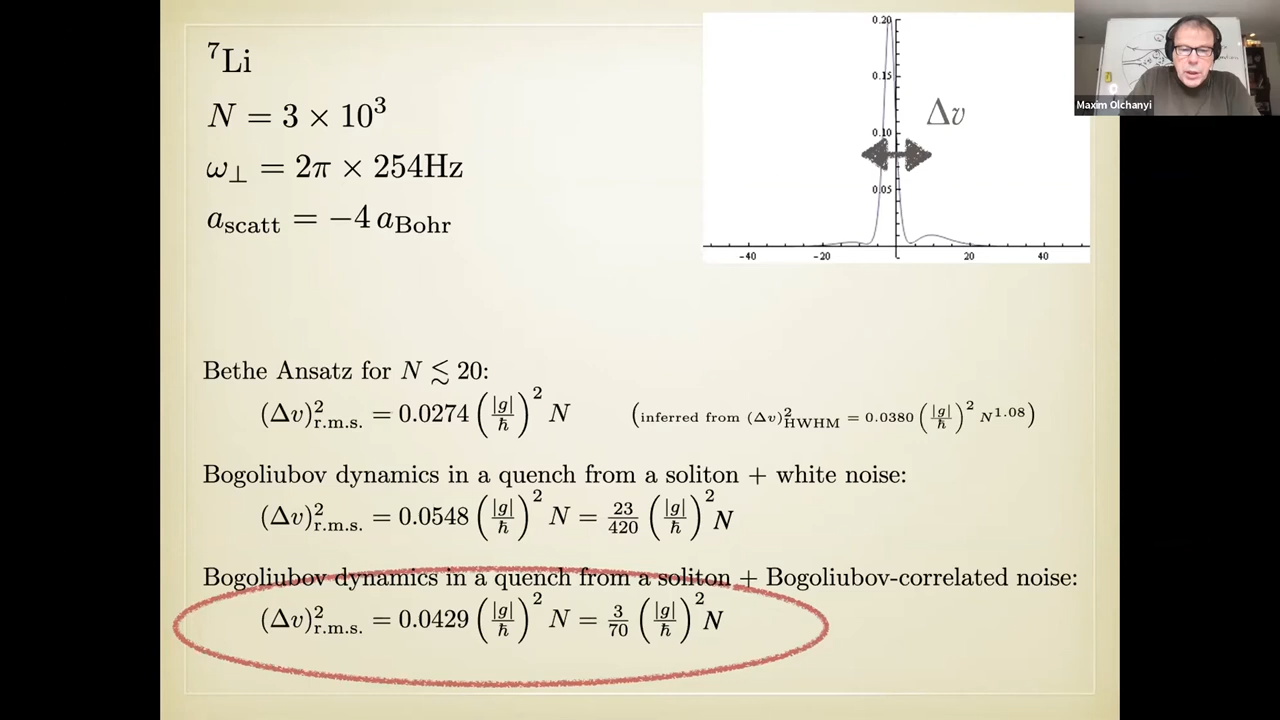 ⁷Li
N = 3 × 10³
ω⊥ = 2π × 254Hz
a_scatt = −4 a_Bohr
0.20
0.15
0.10
0.05
−40
−20
20
40
Δv
Maxim Olchanyi
Bethe Ansatz for N ≲ 20:
(Δv)²_r.m.s. = 0.0274 (|g|/ħ)² N (inferred from (Δv)²_HWHM = 0.0380 (|g|/ħ)² N^1.08)
Bogoliubov dynamics in a quench from a soliton + white noise:
(Δv)²_r.m.s. = 0.0548 (|g|/ħ)² N = 23/420 (|g|/ħ)² N
Bogoliubov dynamics in a quench from a soliton + Bogoliubov-correlated noise:
(Δv)²_r.m.s. = 0.0429 (|g|/ħ)² N = 3/70 (|g|/ħ)² N